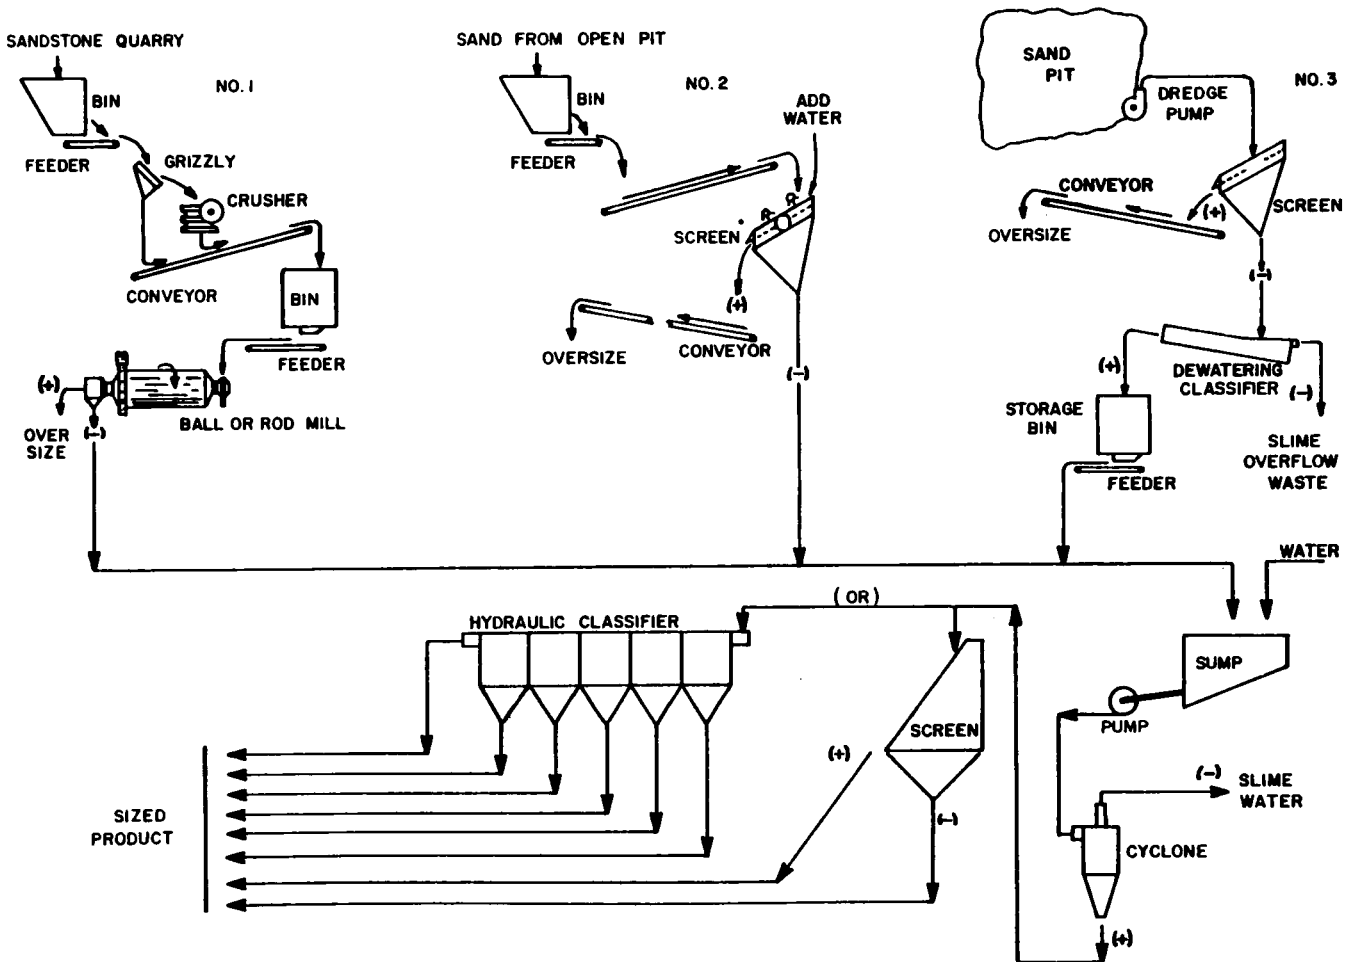 SANDSTONE QUARRY
NO. 1
BIN
FEEDER
GRIZZLY
CRUSHER
CONVEYOR
BIN
FEEDER
(+)
OVER
SIZE
(-)
BALL OR ROD MILL
SAND FROM OPEN PIT
NO. 2
BIN
FEEDER
ADD
WATER
SCREEN
(+)
OVERSIZE
CONVEYOR
(-)
SAND
PIT
NO. 3
DREDGE
PUMP
CONVEYOR
(+)
SCREEN
OVERSIZE
(-)
(+)
DEWATERING
CLASSIFIER
(-)
STORAGE
BIN
FEEDER
SLIME
OVERFLOW
WASTE
WATER
(OR)
HYDRAULIC CLASSIFIER
SUMP
PUMP
SCREEN
(+)
(-)
(-)
SLIME
WATER
CYCLONE
(+)
SIZED
PRODUCT